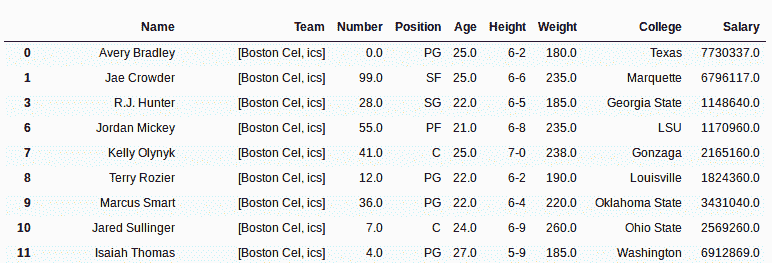 Name Team Number Position Age Height Weight College Salary
0 Avery Bradley [Boston Cel, ics] 0.0 PG 25.0 6-2 180.0 Texas 7730337.0
1 Jae Crowder [Boston Cel, ics] 99.0 SF 25.0 6-6 235.0 Marquette 6796117.0
3 R.J. Hunter [Boston Cel, ics] 28.0 SG 22.0 6-5 185.0 Georgia State 1148640.0
6 Jordan Mickey [Boston Cel, ics] 55.0 PF 21.0 6-8 235.0 LSU 1170960.0
7 Kelly Olynyk [Boston Cel, ics] 41.0 C 25.0 7-0 238.0 Gonzaga 2165160.0
8 Terry Rozier [Boston Cel, ics] 12.0 PG 22.0 6-2 190.0 Louisville 1824360.0
9 Marcus Smart [Boston Cel, ics] 36.0 PG 22.0 6-4 220.0 Oklahoma State 3431040.0
10 Jared Sullinger [Boston Cel, ics] 7.0 C 24.0 6-9 260.0 Ohio State 2569260.0
11 Isaiah Thomas [Boston Cel, ics] 4.0 PG 27.0 5-9 185.0 Washington 6912869.0